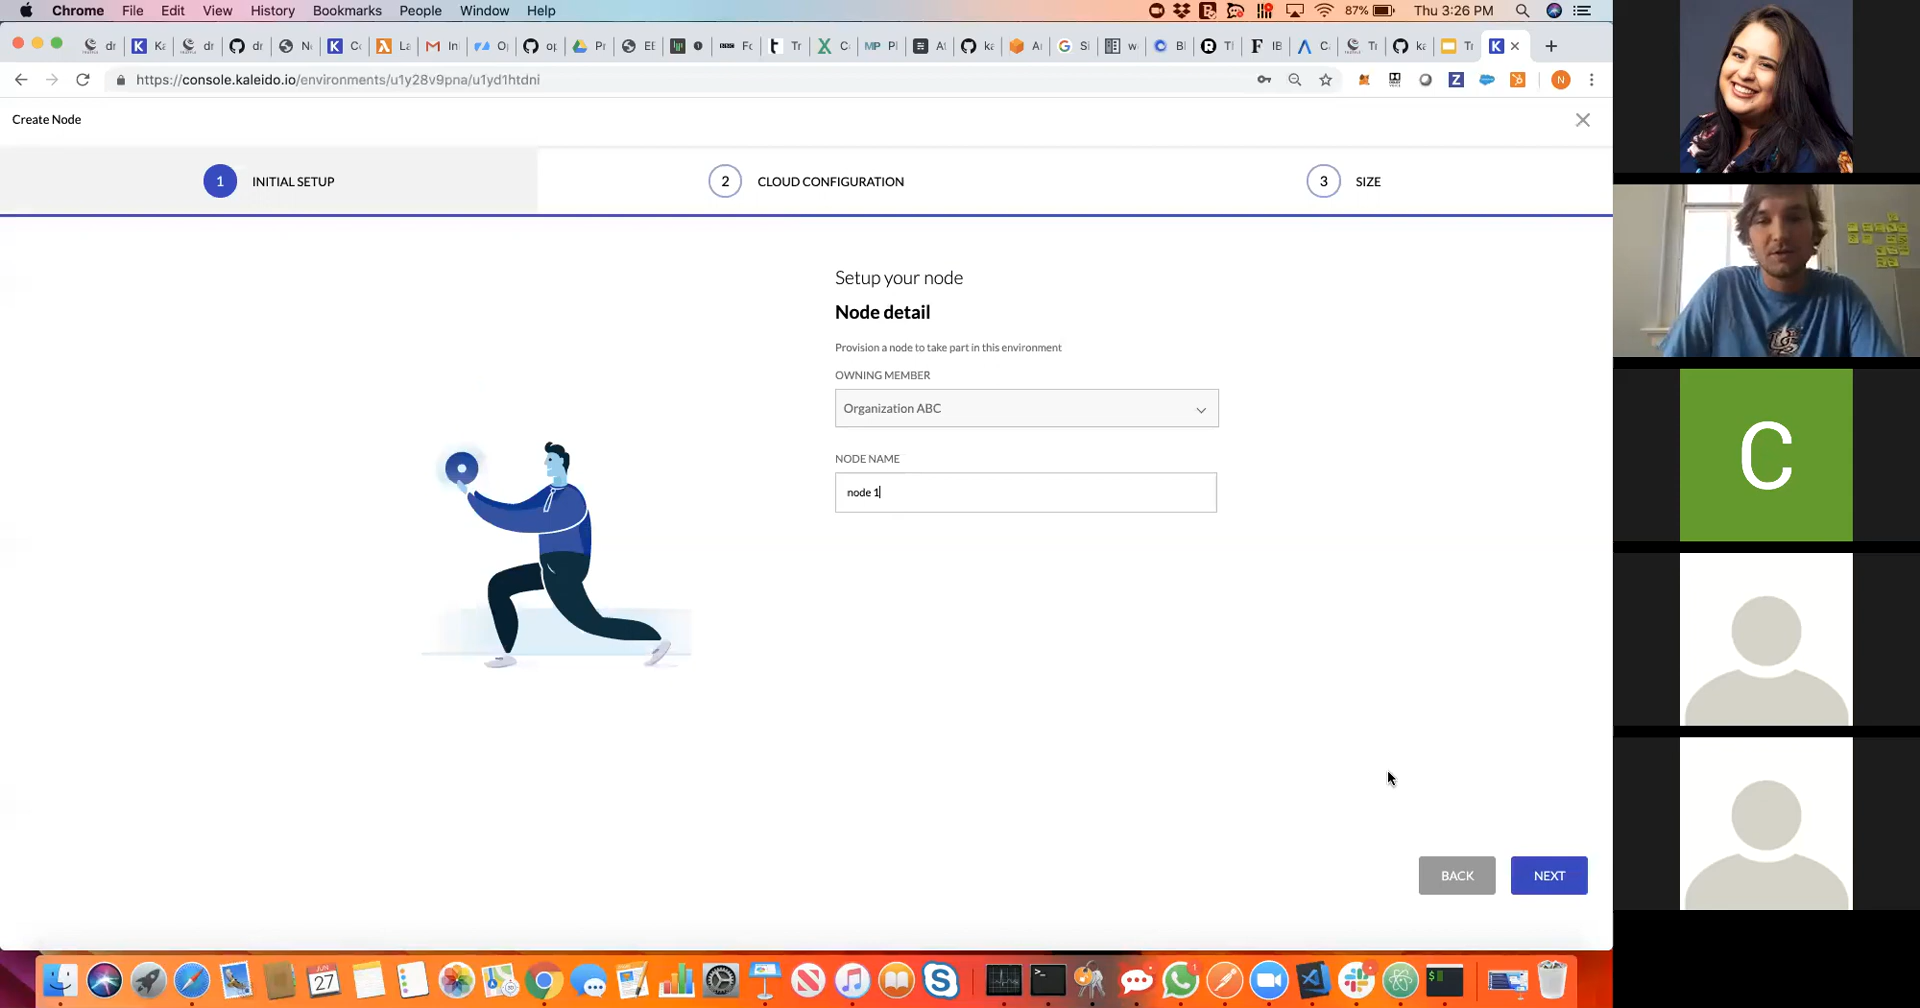 Chrome File Edit View History Bookmarks People Window Help 87% Thu 3:26 PM
https://console.kaleido.io/environments/u1y28v9pna/u1yd1htdni
Create Node
1 INITIAL SETUP 2 CLOUD CONFIGURATION 3 SIZE
Setup your node
Node detail
Provision a node to take part in this environment
OWNING MEMBER
Organization ABC
NODE NAME
node 1
BACK NEXT
C
JUN
27